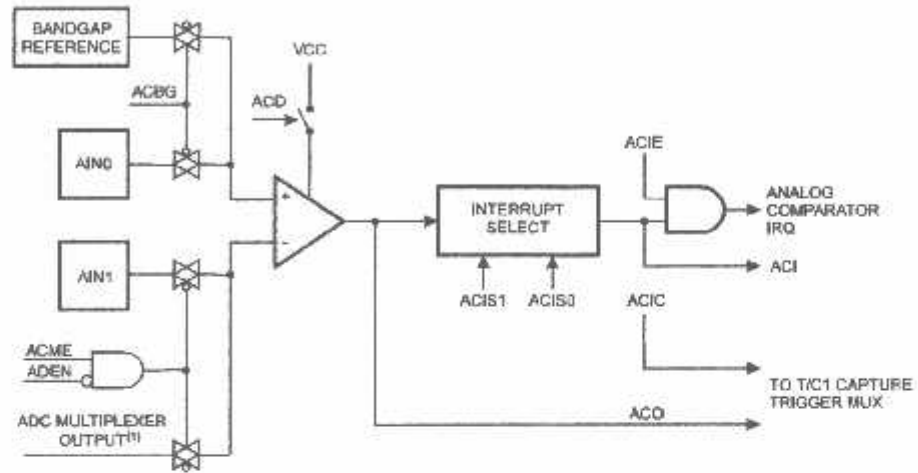 BANDGAP
REFERENCE
VCC
ACBG
ACD
AIN0
ACIE
+
INTERRUPT
SELECT
ANALOG
COMPARATOR
IRQ
-
AIN1
ACI
ACIS1
ACIS0
ACIC
ACME
ADEN
TO T/C1 CAPTURE
TRIGGER MUX
ADC MULTIPLEXER
OUTPUT(1)
ACO